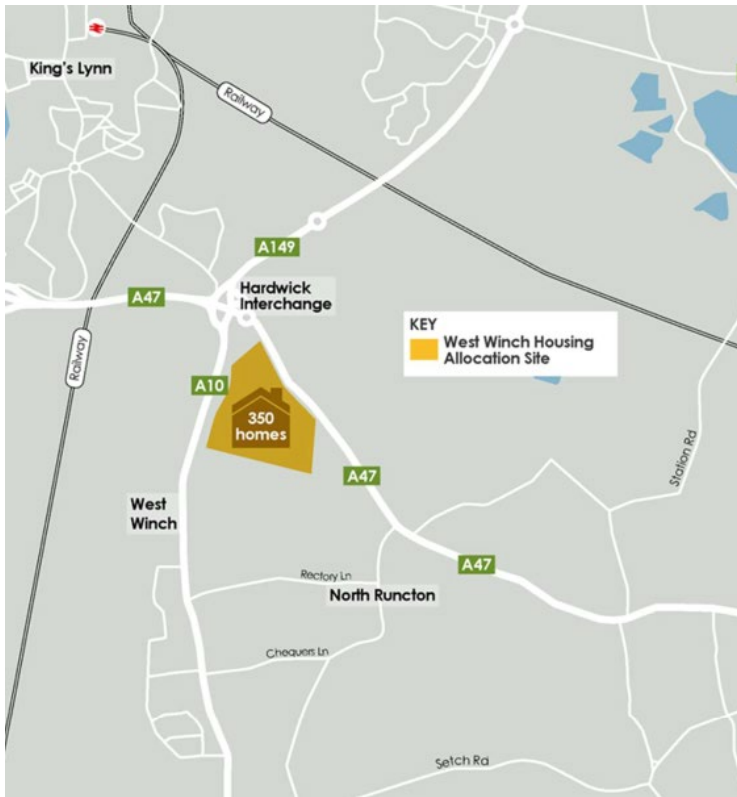 King's Lynn
Railway
A149
Hardwick
Interchange
A47
KEY
West Winch Housing
Allocation Site
Railway
A10
350
homes
Station Rd
A47
West
Winch
A47
Rectory Ln
North Runcton
Chequers Ln
Setch Rd